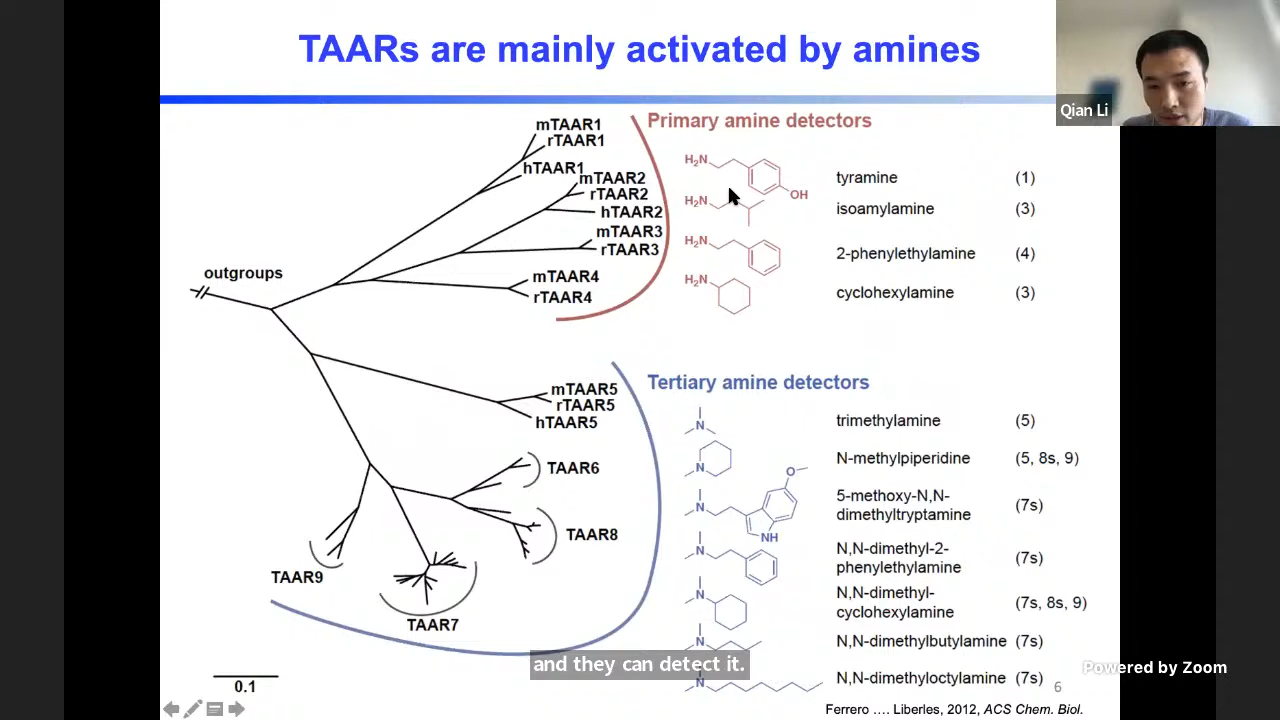 TAARs are mainly activated by amines
Qian Li
mTAAR1
rTAAR1
hTAAR1
mTAAR2
rTAAR2
hTAAR2
mTAAR3
rTAAR3
mTAAR4
rTAAR4
outgroups
mTAAR5
rTAAR5
hTAAR5
TAAR6
TAAR8
TAAR9
TAAR7
0.1
Primary amine detectors
H₂N
OH
tyramine (1)
H₂N
isoamylamine (3)
H₂N
2-phenylethylamine (4)
H₂N
cyclohexylamine (3)
Tertiary amine detectors
N
trimethylamine (5)
N
N-methylpiperidine (5, 8s, 9)
O
N
NH
5-methoxy-N,N-
dimethyltryptamine (7s)
N
N,N-dimethyl-2-
phenylethylamine (7s)
N
N,N-dimethyl-
cyclohexylamine (7s, 8s, 9)
N
N,N-dimethylbutylamine (7s)
and they can detect it.
Powered by Zoom
N
N,N-dimethyloctylamine (7s)
6
Ferrero .... Liberles, 2012, ACS Chem. Biol.